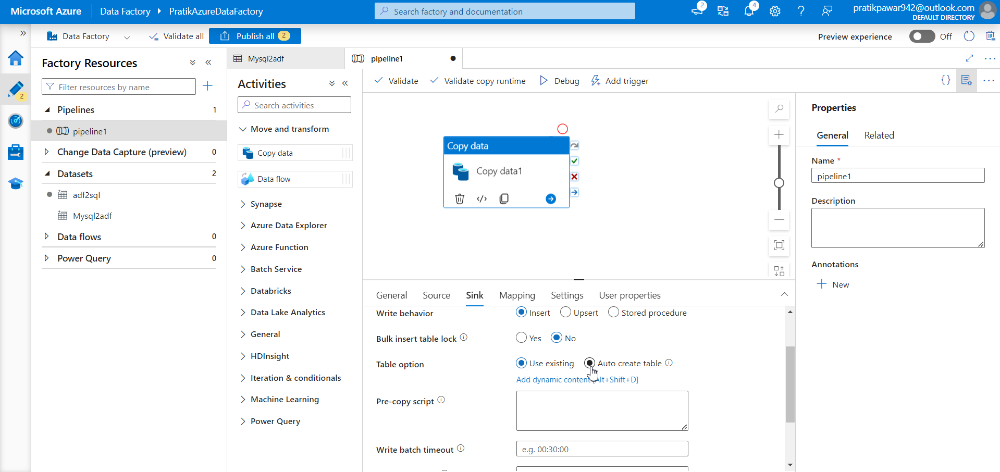 Microsoft Azure
Data Factory
PratikAzureDataFactory
Search factory and documentation
2
4
pratikpawar942@outlook.com
DEFAULT DIRECTORY
Data Factory
Validate all
Publish all
2
Preview experience
Off
2
Factory Resources
Filter resources by name
Pipelines
1
pipeline1
Change Data Capture (preview)
0
Datasets
2
adf2sql
Mysql2adf
Data flows
0
Power Query
0
Mysql2adf
pipeline1
Activities
Search activities
Move and transform
Copy data
Data flow
Synapse
Azure Data Explorer
Azure Function
Batch Service
Databricks
Data Lake Analytics
General
HDInsight
Iteration & conditionals
Machine Learning
Power Query
Validate
Validate copy runtime
Debug
Add trigger
Copy data
Copy data1
General
Source
Sink
Mapping
Settings
User properties
Write behavior
Insert
Upsert
Stored procedure
Bulk insert table lock
Yes
No
Table option
Use existing
Auto create table
Add dynamic content [Alt+Shift+D]
Pre-copy script
Write batch timeout
e.g. 00:30:00
Properties
General
Related
Name *
pipeline1
Description
Annotations
New